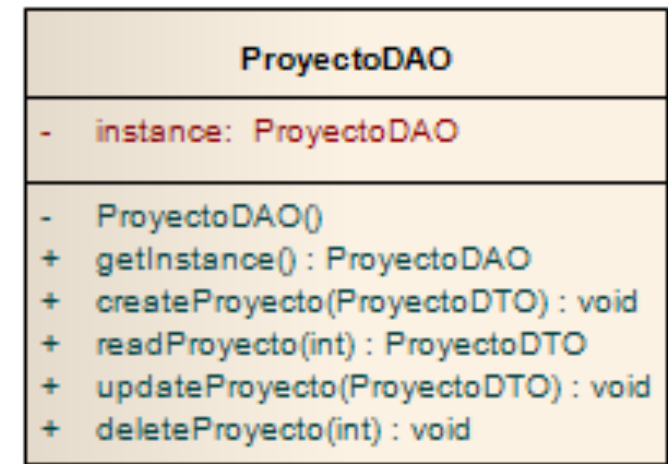 ProyectoDAO
- instance: ProyectoDAO
- ProyectoDAO()
+ getInstance() : ProyectoDAO
+ createProyecto(ProyectoDTO) : void
+ readProyecto(int) : ProyectoDTO
+ updateProyecto(ProyectoDTO) : void
+ deleteProyecto(int) : void